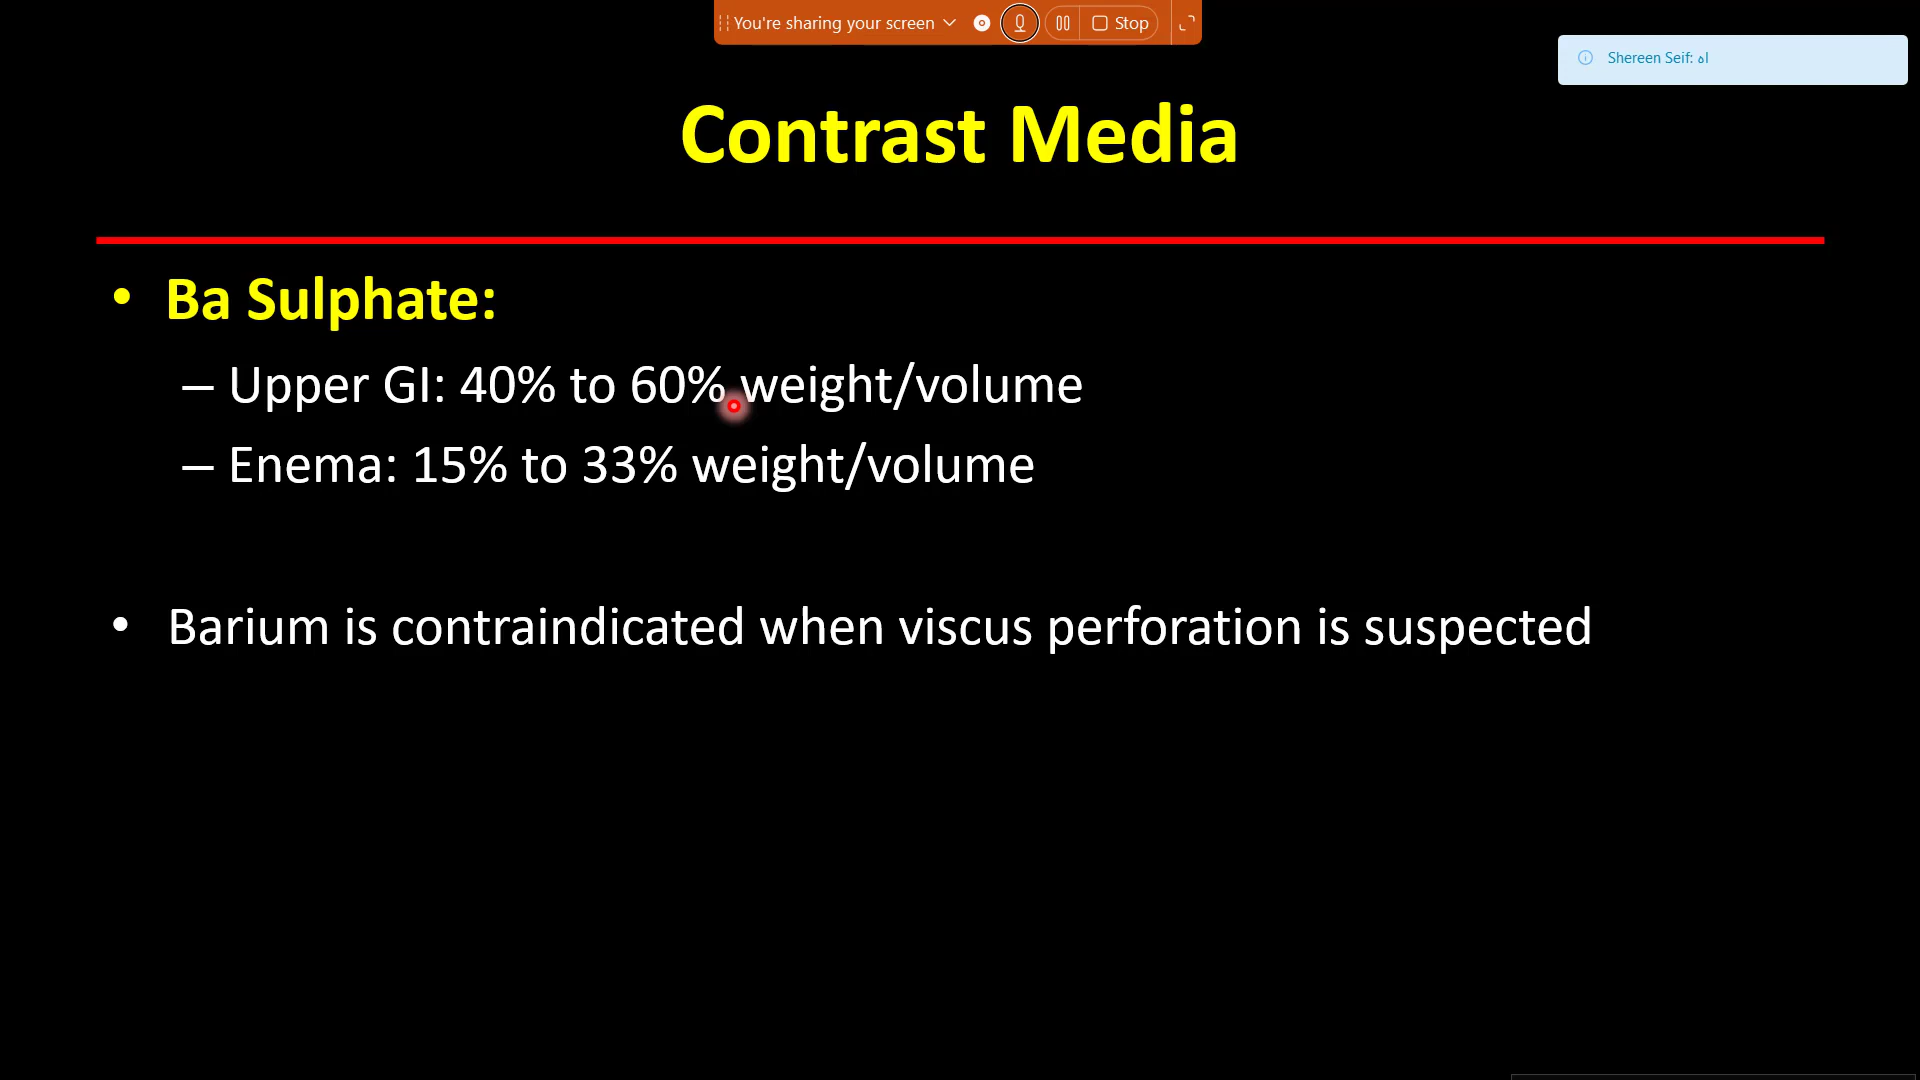 You're sharing your screen
Stop
Shereen Seif: اه
Contrast Media
• Ba Sulphate:
– Upper GI: 40% to 60% weight/volume
– Enema: 15% to 33% weight/volume
• Barium is contraindicated when viscus perforation is suspected